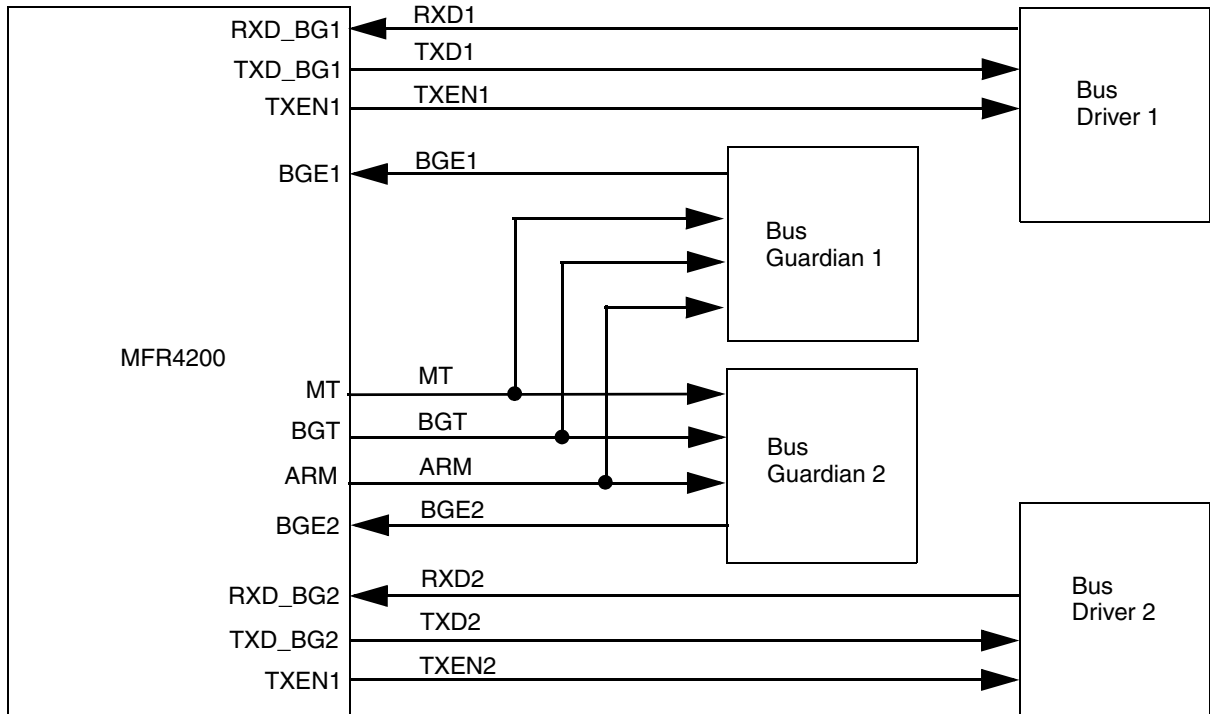 RXD_BG1
RXD1
TXD_BG1
TXD1
TXEN1
TXEN1
Bus
Driver 1
BGE1
BGE1
Bus
Guardian 1
MFR4200
MT
MT
BGT
BGT
ARM
ARM
Bus
Guardian 2
BGE2
BGE2
RXD_BG2
RXD2
TXD_BG2
TXD2
TXEN1
TXEN2
Bus
Driver 2